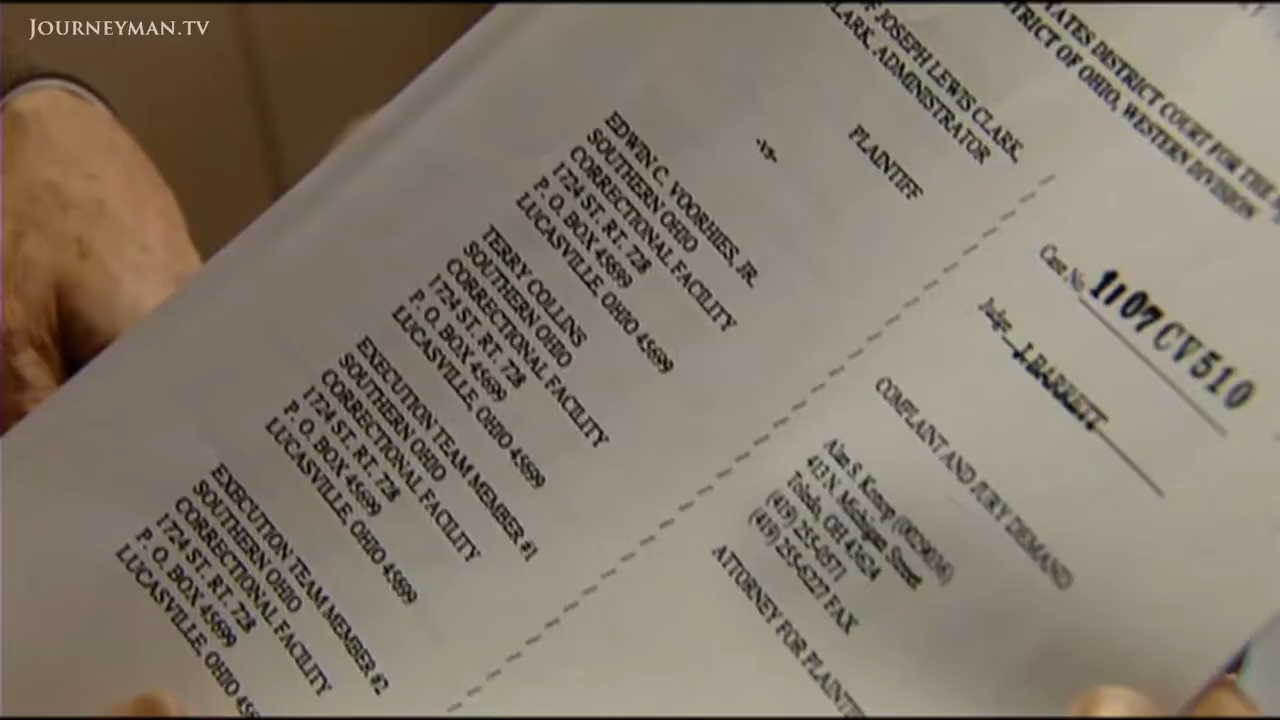 JOURNEYMAN.TV
DISTRICT COURT FOR THE
OF OHIO, WESTERN DIVISION
JOSEPH LEWIS CLARK,
ADMINISTRATOR
PLAINTIFF
-vs-
EDWIN C. VOORHIES, JR.
SOUTHERN OHIO
CORRECTIONAL FACILITY
1724 ST. RT. 728
P. O. BOX 45699
LUCASVILLE, OHIO 45699
TERRY COLLINS
SOUTHERN OHIO
CORRECTIONAL FACILITY
1724 ST. RT. 728
P. O. BOX 45699
LUCASVILLE, OHIO 45699
EXECUTION TEAM MEMBER #1
SOUTHERN OHIO
CORRECTIONAL FACILITY
1724 ST. RT. 728
P. O. BOX 45699
LUCASVILLE, OHIO 45699
EXECUTION TEAM MEMBER #2
SOUTHERN OHIO
CORRECTIONAL FACILITY
1724 ST. RT. 728
P. O. BOX 45699
LUCASVILLE, OHIO
Case No. 1:07CV510
Judge J. BARRETT
COMPLAINT AND JURY DEMAND
Alan S.
413 N. Michigan Street
Toledo, OH 43624
(419) 255-0571
(419) 255-6227 FAX
ATTORNEY FOR